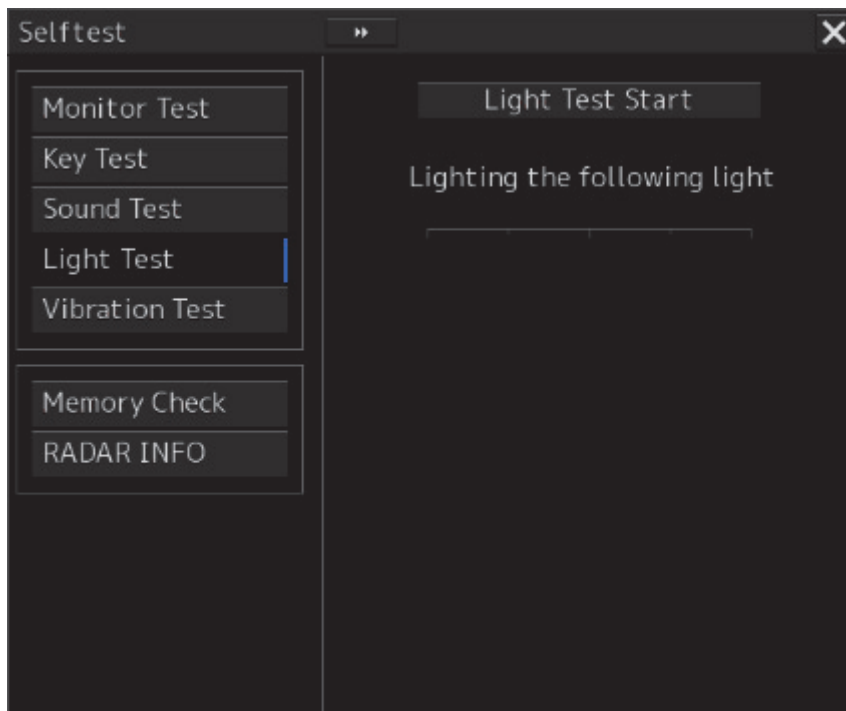 Selftest
Monitor Test
Key Test
Sound Test
Light Test
Vibration Test
Memory Check
RADAR INFO
Light Test Start
Lighting the following light